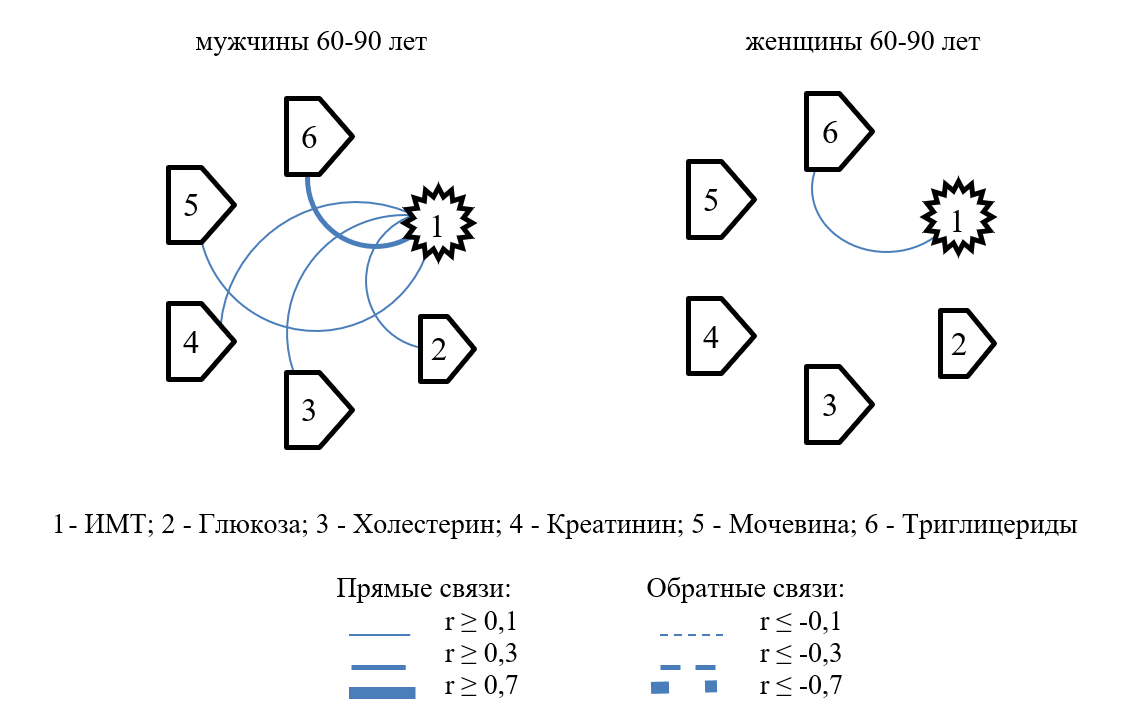 мужчины 60-90 лет
женщины 60-90 лет
6
5
1
4
2
3
6
5
1
4
2
3
1- ИМТ; 2 - Глюкоза; 3 - Холестерин; 4 - Креатинин; 5 - Мочевина; 6 - Триглицериды
Прямые связи:
r ≥ 0,1
r ≥ 0,3
r ≥ 0,7
Обратные связи:
r ≤ -0,1
r ≤ -0,3
r ≤ -0,7